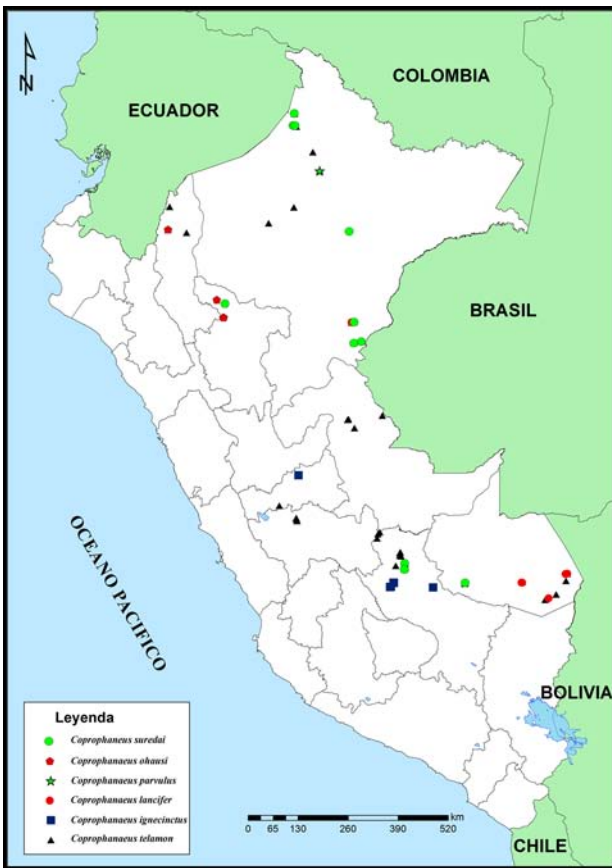 N
COLOMBIA
ECUADOR
BRASIL
OCEANO PACIFICO
BOLIVIA
CHILE
Leyenda
Coprophaneus suredai
Coprophanaeus ohausi
Coprophanaeus parvulus
Coprophanaeus lancifer
Coprophanaeus ignecinctus
Coprophanaeus telamon
km
0 65 130 260 390 520